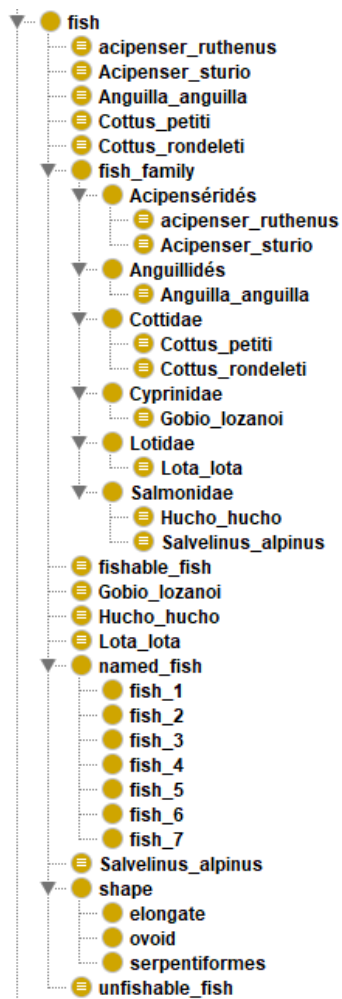 fish
acipenser_ruthenus
Acipenser_sturio
Anguilla_anguilla
Cottus_petiti
Cottus_rondeleti
fish_family
Acipenséridés
acipenser_ruthenus
Acipenser_sturio
Anguillidés
Anguilla_anguilla
Cottidae
Cottus_petiti
Cottus_rondeleti
Cyprinidae
Gobio_lozanoi
Lotidae
Lota_lota
Salmonidae
Hucho_hucho
Salvelinus_alpinus
fishable_fish
Gobio_lozanoi
Hucho_hucho
Lota_lota
named_fish
fish_1
fish_2
fish_3
fish_4
fish_5
fish_6
fish_7
Salvelinus_alpinus
shape
elongate
ovoid
serpentiformes
unfishable_fish